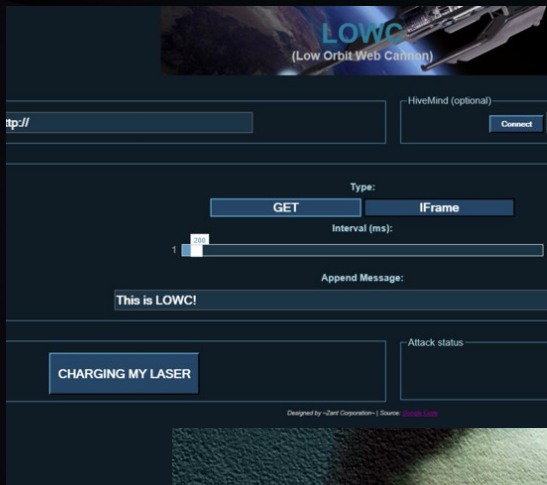 LOWC
(Low Orbit Web Cannon)
HiveMind (optional)
ttp://
Connect
Type:
GET
IFrame
Interval (ms):
200
1
Append Message:
This is LOWC!
Attack status
CHARGING MY LASER
Designed by ~Zant Corporation~ | Source: